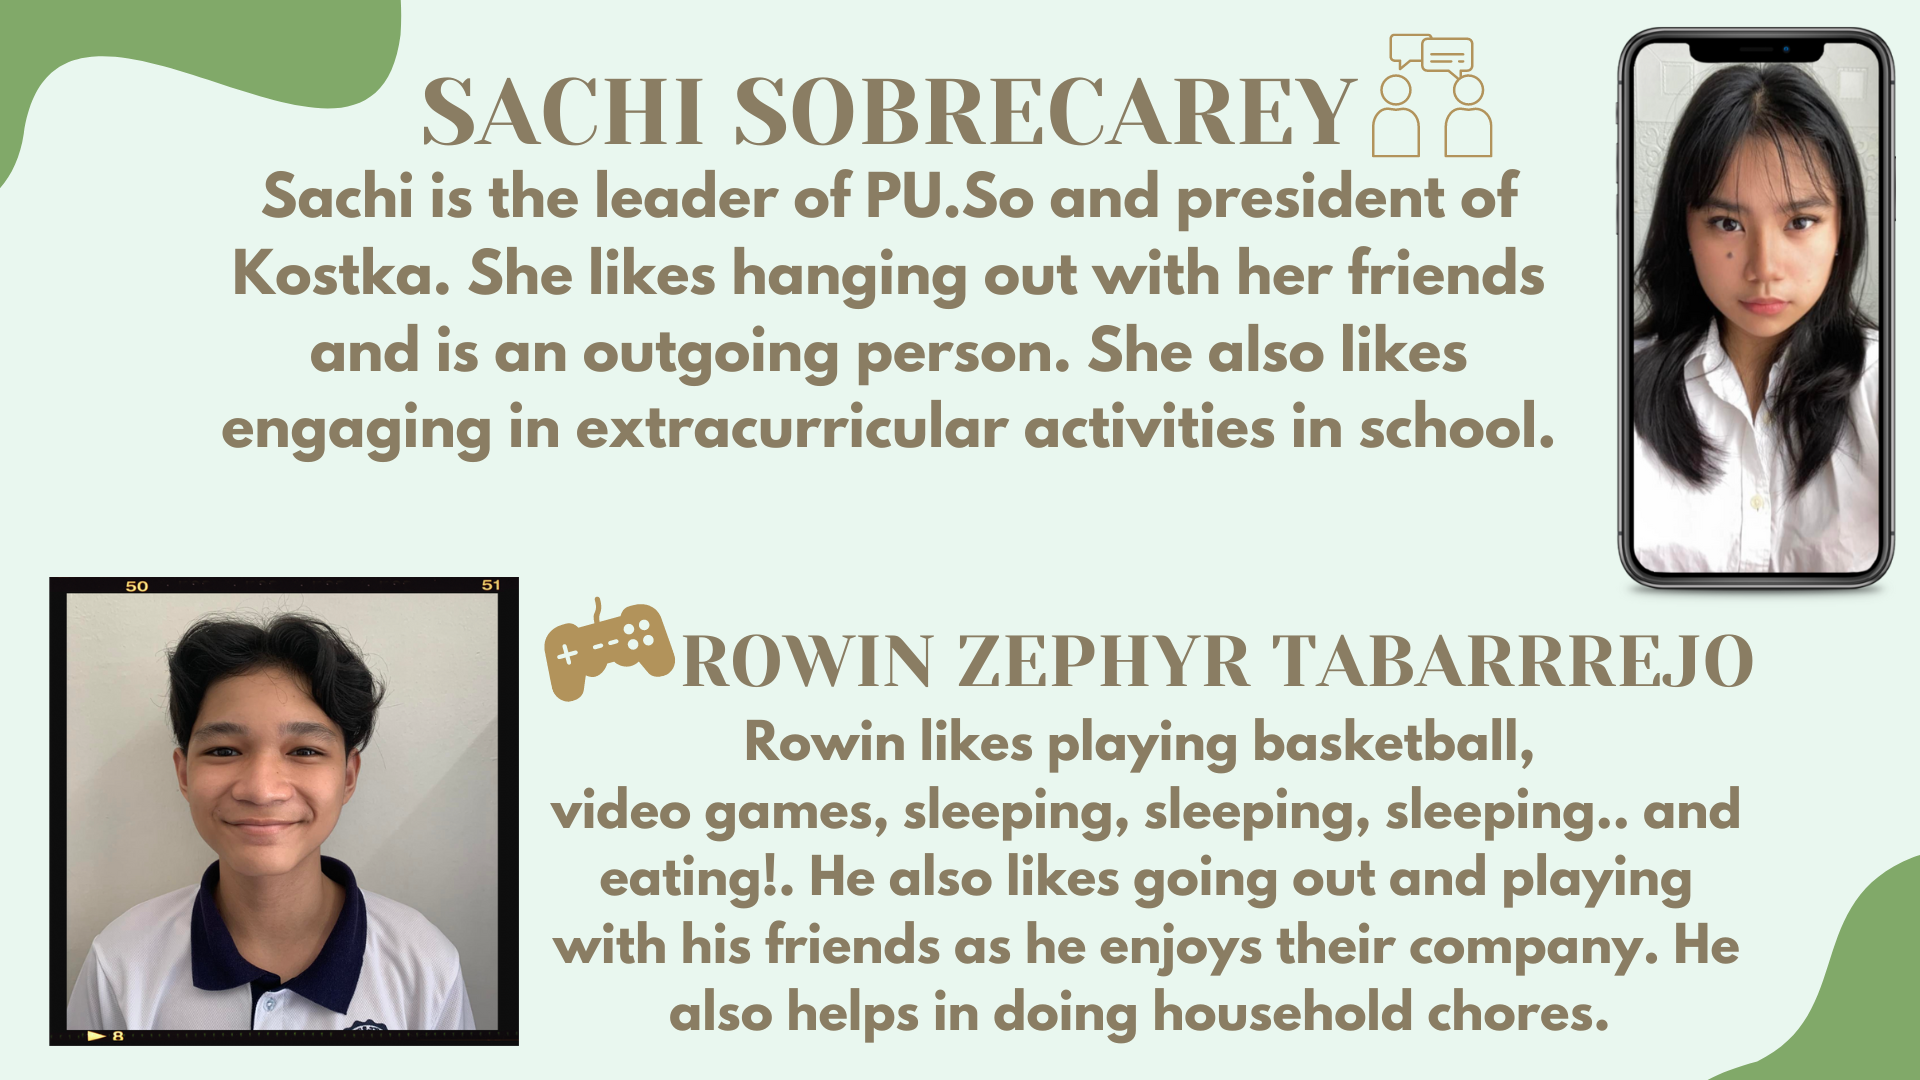 SACHI SOBRECAREY
Sachi is the leader of PU.So and president of
Kostka. She likes hanging out with her friends
and is an outgoing person. She also likes
engaging in extracurricular activities in school.
50 51
ROWIN ZEPHYR TABARRREJO
Rowin likes playing basketball,
video games, sleeping, sleeping, sleeping.. and
eating!. He also likes going out and playing
with his friends as he enjoys their company. He
also helps in doing household chores.
8